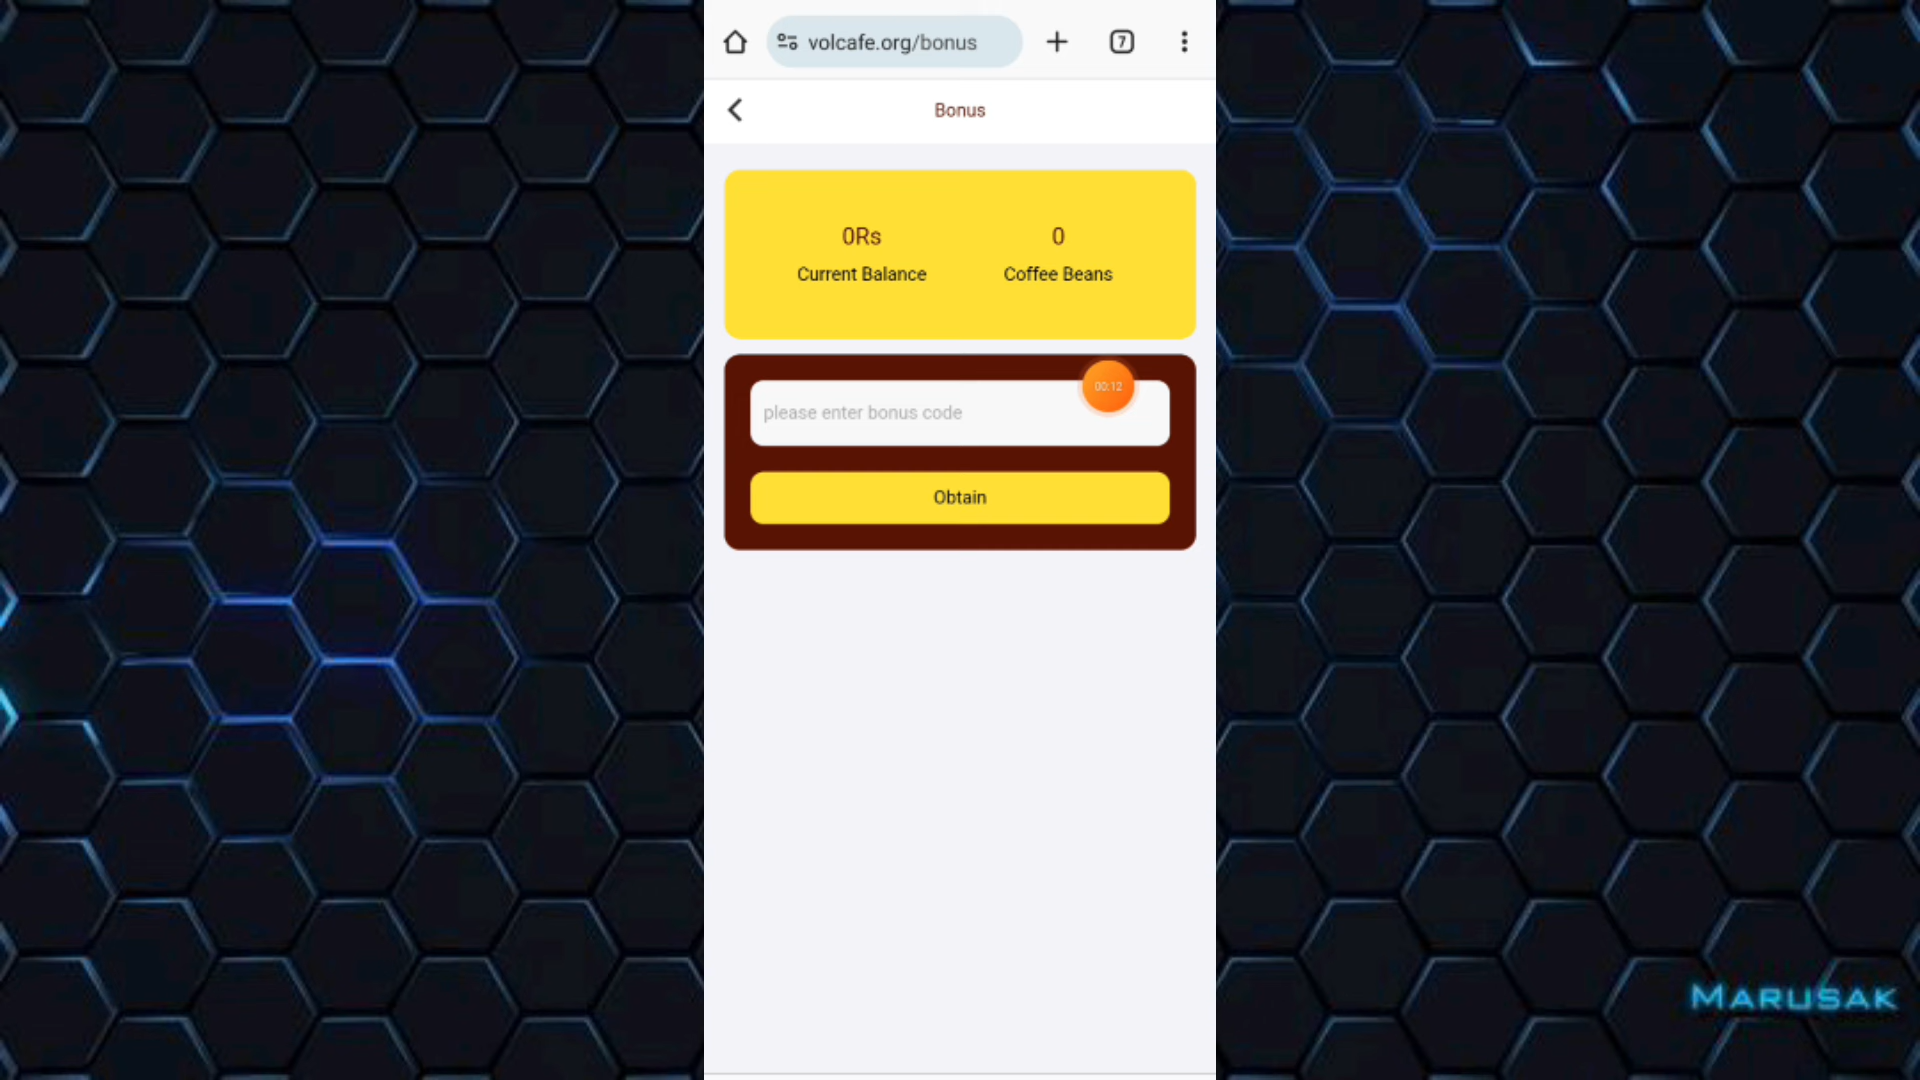 volcafe.org/bonus
7
Bonus
0Rs
0
Current Balance
Coffee Beans
00:12
please enter bonus code
Obtain
MARUSAK